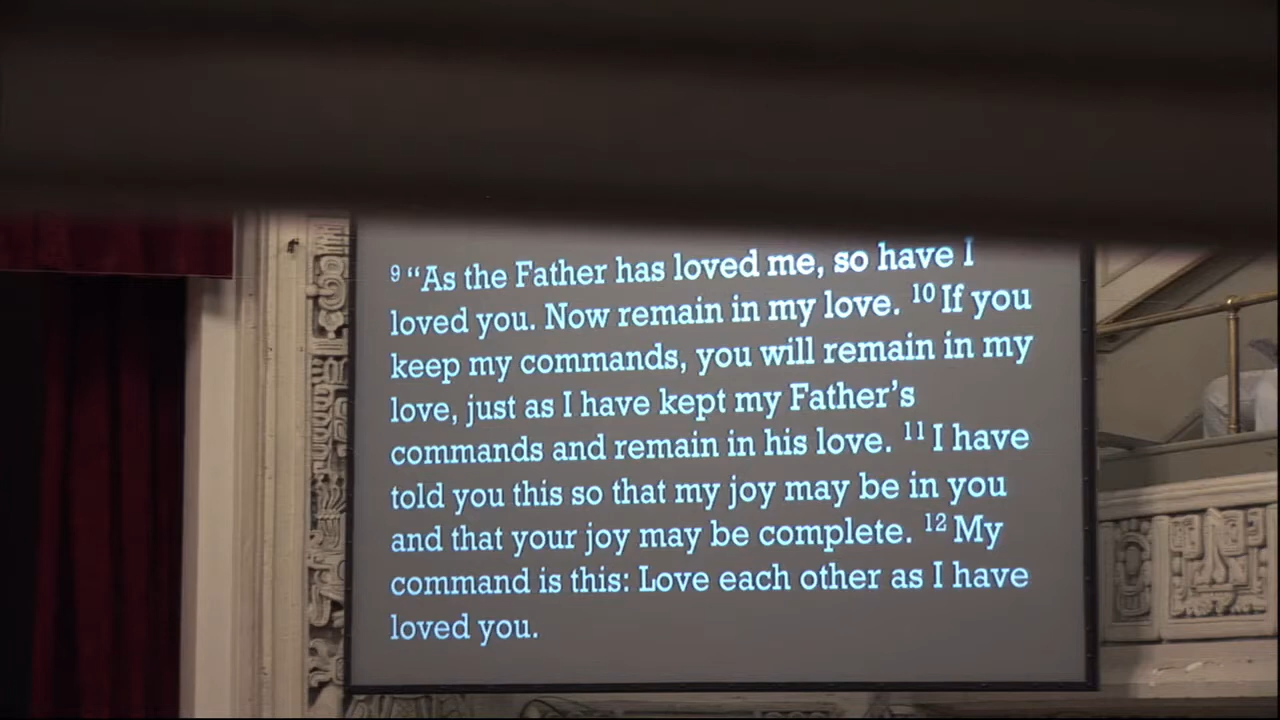 9 “As the Father has loved me, so have I
loved you. Now remain in my love. 10 If you
keep my commands, you will remain in my
love, just as I have kept my Father’s
commands and remain in his love. 11 I have
told you this so that my joy may be in you
and that your joy may be complete. 12 My
command is this: Love each other as I have
loved you.